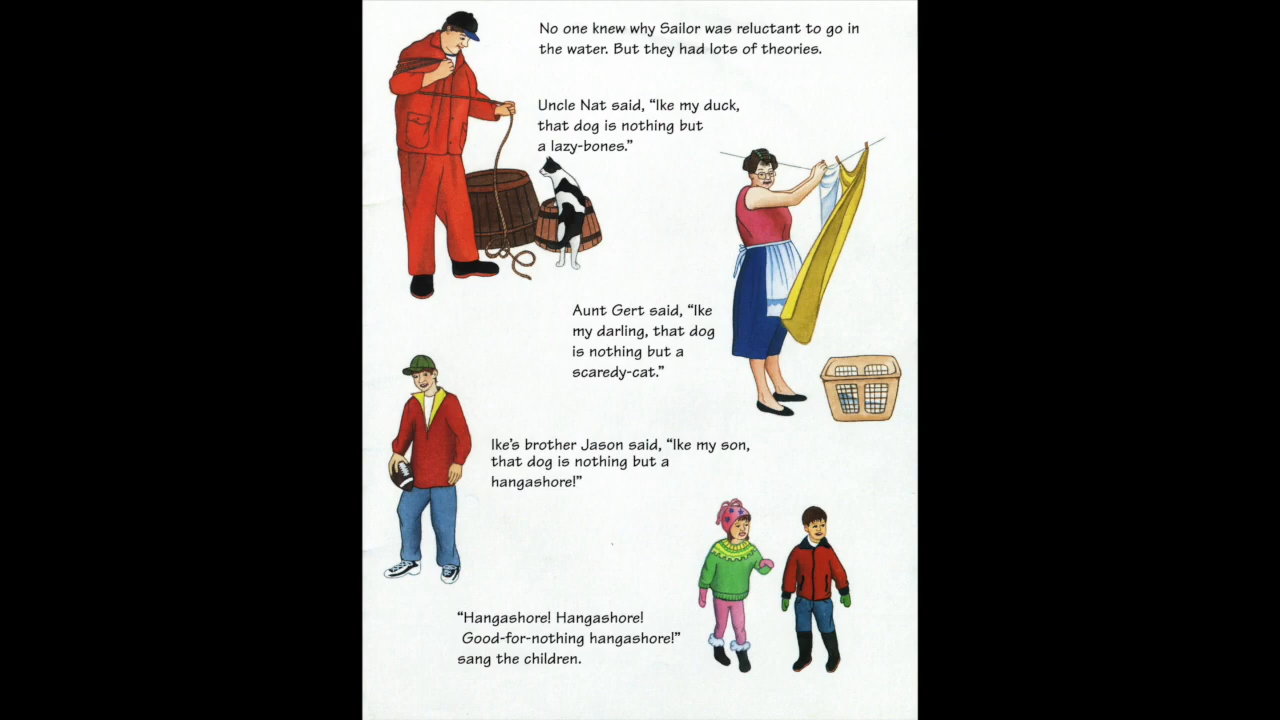 No one knew why Sailor was reluctant to go in
the water. But they had lots of theories.
Uncle Nat said, “Ike my duck,
that dog is nothing but
a lazy-bones.”
Aunt Gert said, “Ike
my darling, that dog
is nothing but a
scaredy-cat.”
Ike’s brother Jason said, “Ike my son,
that dog is nothing but a
hangashore!”
“Hangashore! Hangashore!
Good-for-nothing hangashore!”
sang the children.